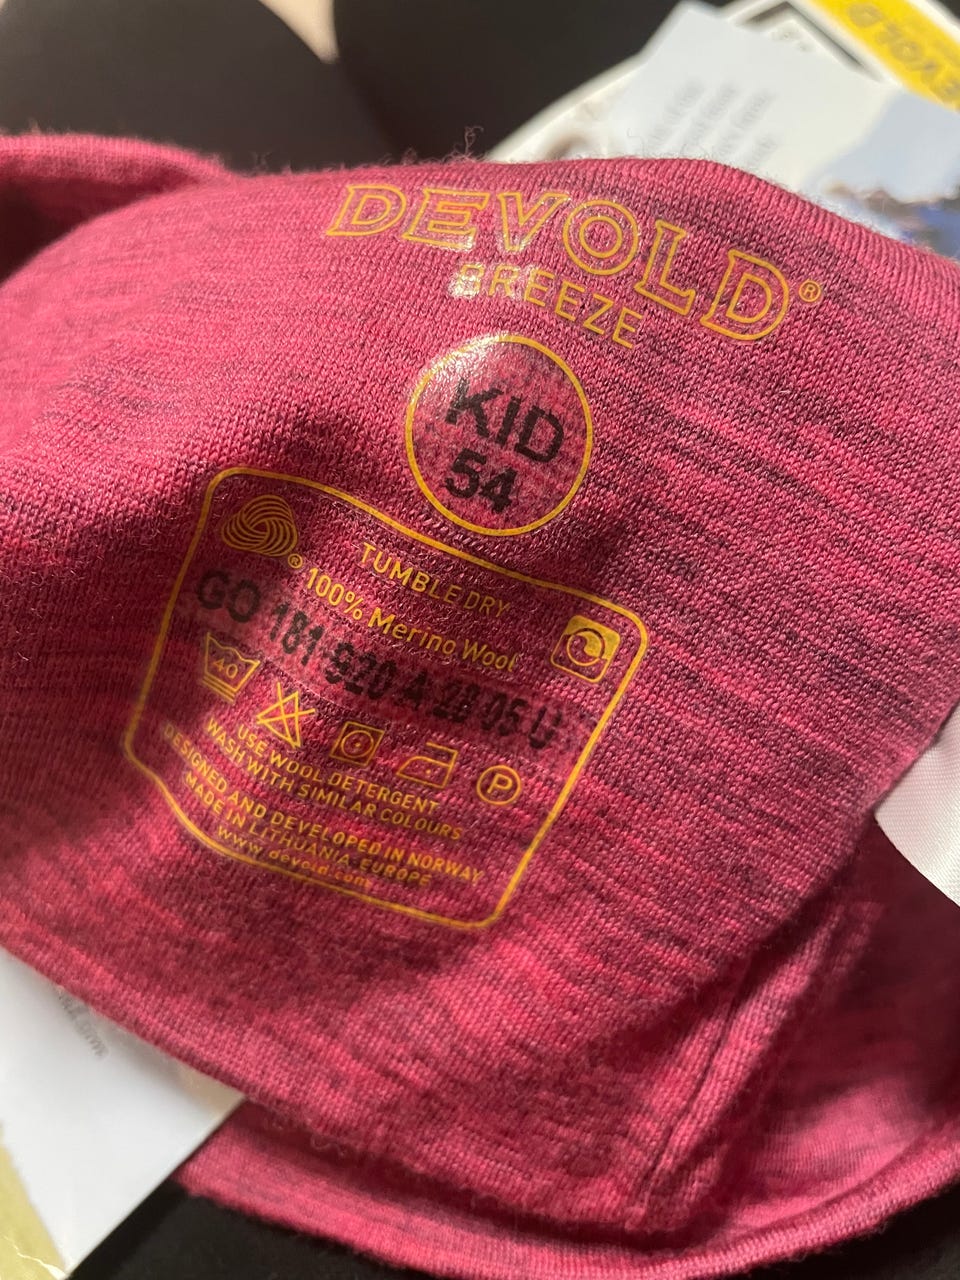 DEVOLD®
BREEZE
KID
54
TUMBLE DRY
® 100% Merino Wool
GO 181-920 A 28 05 U
40
P
USE WOOL DETERGENT
WASH WITH SIMILAR COLOURS
DESIGNED AND DEVELOPED IN NORWAY
MADE IN LITHUANIA, EUROPE
www.devold.com
DEVOLD